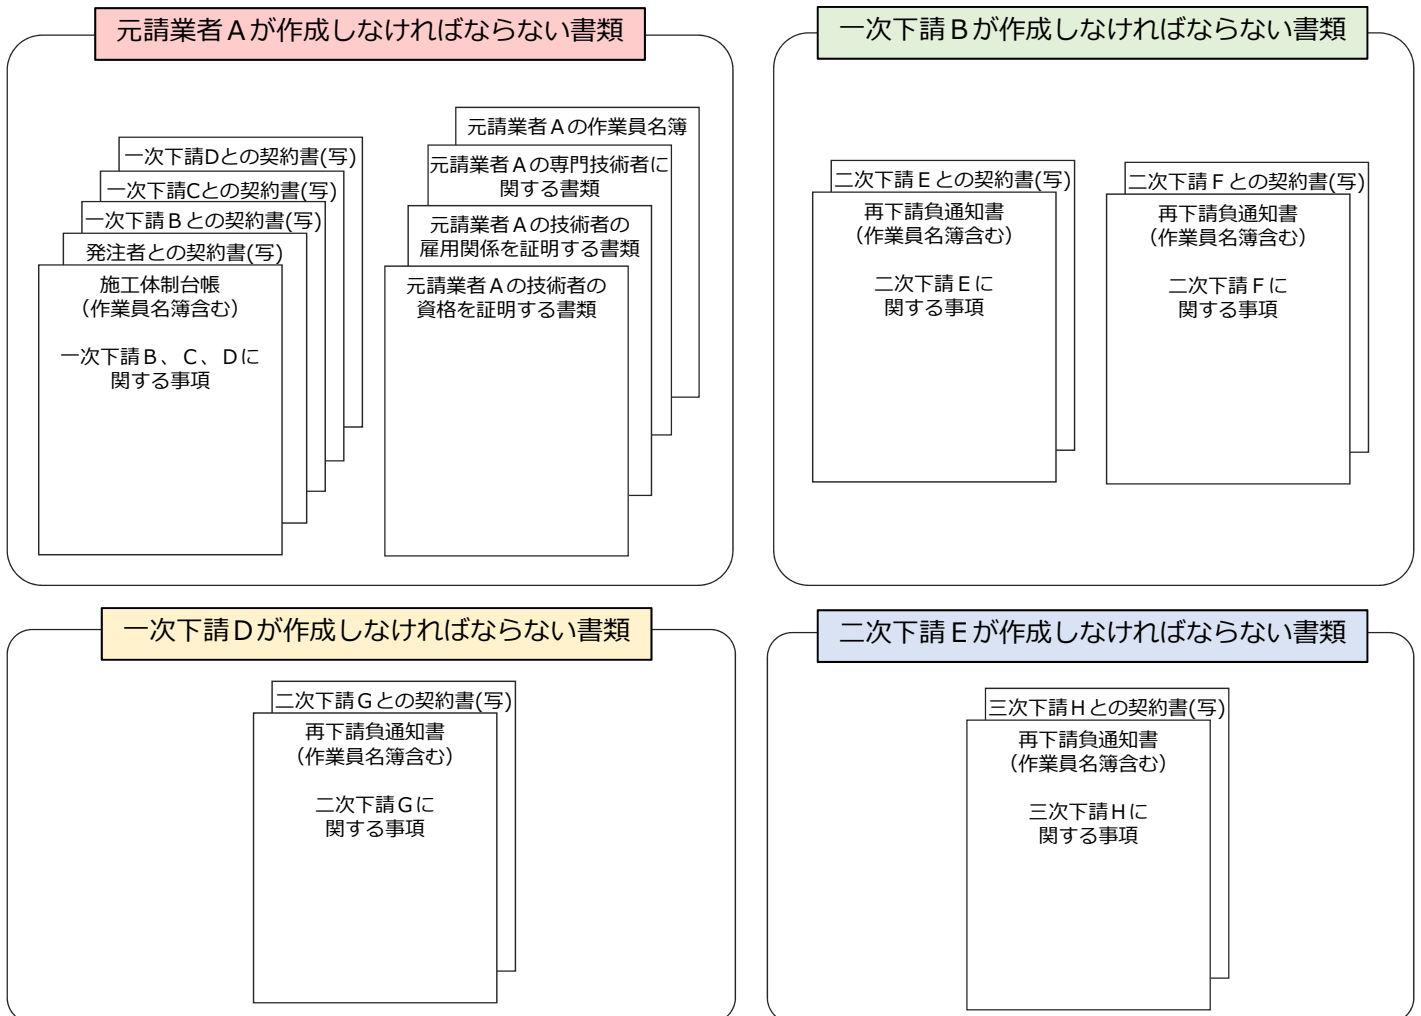 元請業者Ａが作成しなければならない書類
一次下請Dとの契約書(写)
一次下請Cとの契約書(写)
一次下請Ｂとの契約書(写)
発注者との契約書(写)
施工体制台帳
（作業員名簿含む）
一次下請Ｂ、Ｃ、Ｄに
関する事項
元請業者Ａの作業員名簿
元請業者Ａの専門技術者に
関する書類
元請業者Ａの技術者の
雇用関係を証明する書類
元請業者Ａの技術者の
資格を証明する書類
一次下請Ｂが作成しなければならない書類
二次下請Ｅとの契約書(写)
再下請負通知書
（作業員名簿含む）
二次下請Ｅに
関する事項
二次下請Ｆとの契約書(写)
再下請負通知書
（作業員名簿含む）
二次下請Ｆに
関する事項
一次下請Ｄが作成しなければならない書類
二次下請Ｇとの契約書(写)
再下請負通知書
（作業員名簿含む）
二次下請Ｇに
関する事項
二次下請Ｅが作成しなければならない書類
三次下請Ｈとの契約書(写)
再下請負通知書
（作業員名簿含む）
三次下請Ｈに
関する事項